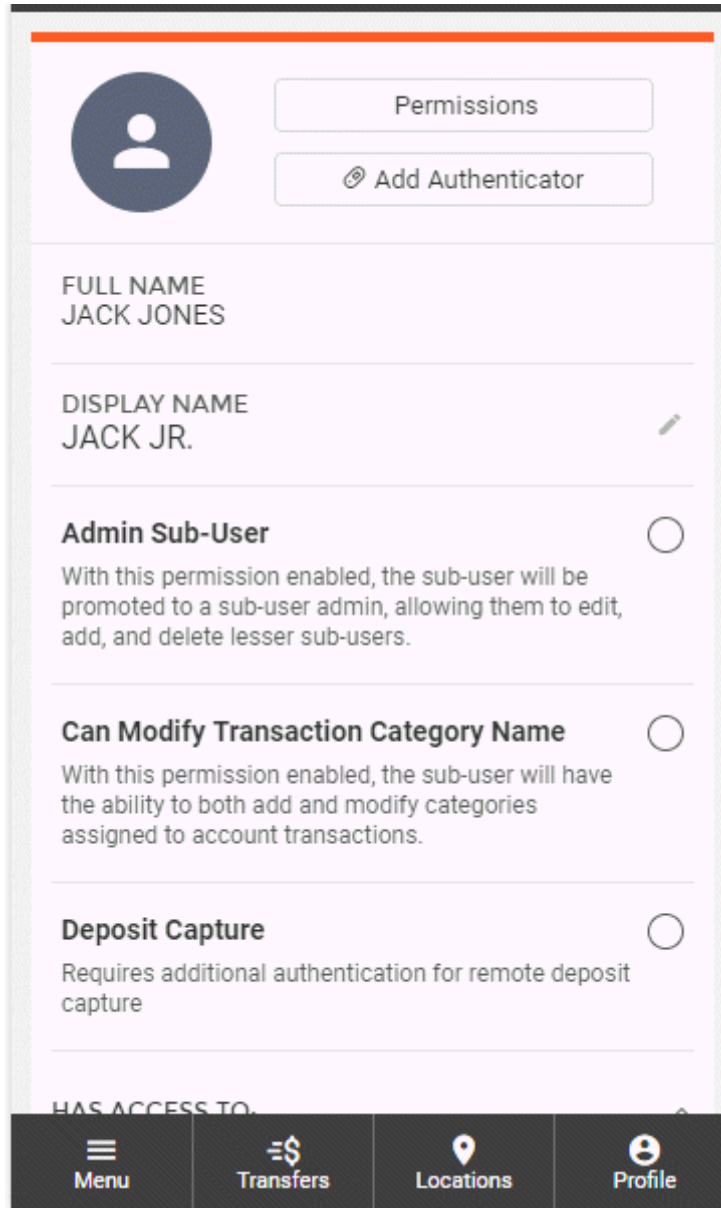 Permissions
Add Authenticator
FULL NAME
JACK JONES
DISPLAY NAME
JACK JR.
Admin Sub-User
With this permission enabled, the sub-user will be
promoted to a sub-user admin, allowing them to edit,
add, and delete lesser sub-users.
Can Modify Transaction Category Name
With this permission enabled, the sub-user will have
the ability to both add and modify categories
assigned to account transactions.
Deposit Capture
Requires additional authentication for remote deposit
capture
HAS ACCESS TO:
Menu
Transfers
Locations
Profile